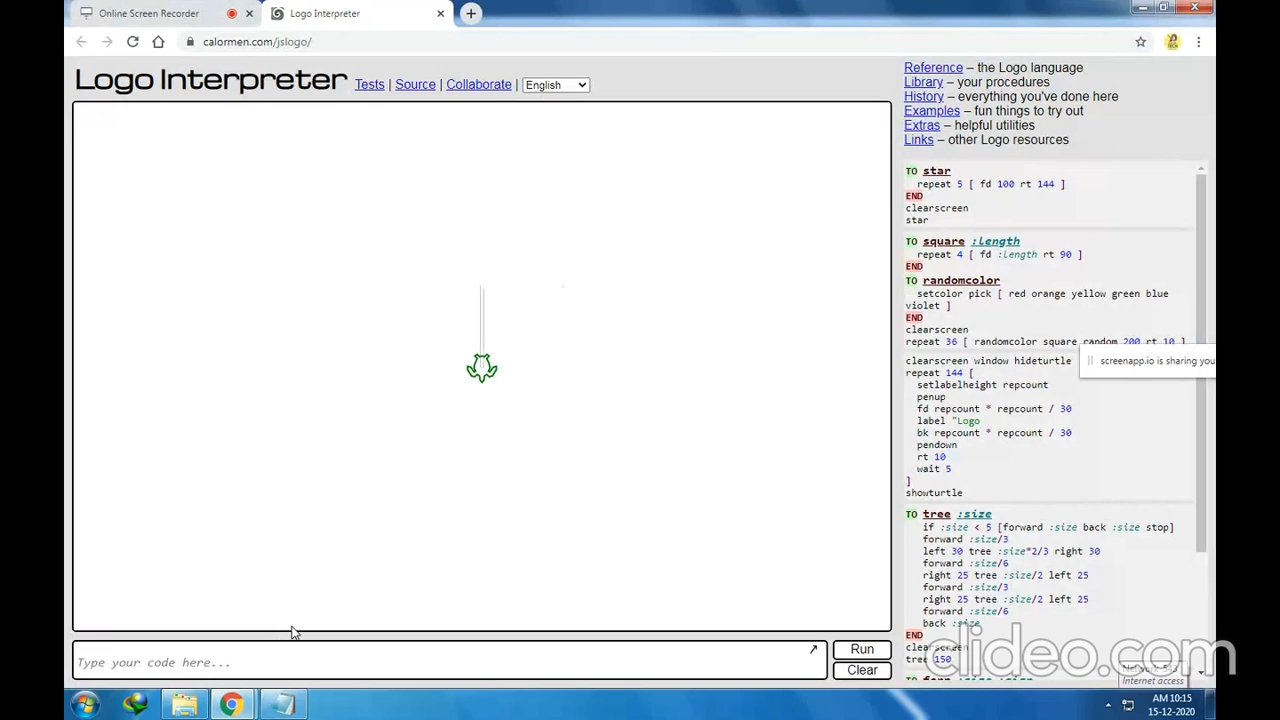 Online Screen Recorder
Logo Interpreter
calormen.com/jslogo/
Logo Interpreter
Tests | Source | Collaborate | English
Reference – the Logo language
Library – your procedures
History – everything you've done here
Examples – fun things to try out
Extras – helpful utilities
Links – other Logo resources
TO star
repeat 5 [ fd 100 rt 144 ]
END
clearscreen
star
TO square :length
repeat 4 [ fd :length rt 90 ]
END
TO randomcolor
setcolor pick [ red orange yellow green blue
violet ]
END
clearscreen
repeat 36 [ randomcolor square random 200 rt 10 ]
screenapp.io is sharing you
clearscreen window hideturtle
repeat 144 [
setlabelheight repcount
penup
fd repcount * repcount / 30
label "Logo
bk repcount * repcount / 30
pendown
rt 10
wait 5
]
showturtle
TO tree :size
if :size < 5 [forward :size back :size stop]
forward :size/3
left 30 tree :size*2/3 right 30
forward :size/6
right 25 tree :size/2 left 25
forward :size/3
right 25 tree :size/2 left 25
forward :size/6
back :size
END
clearscreen
tree 150
Type your code here...
Run
Clear
clideo.com
Internet access
AM 10:15
15-12-2020